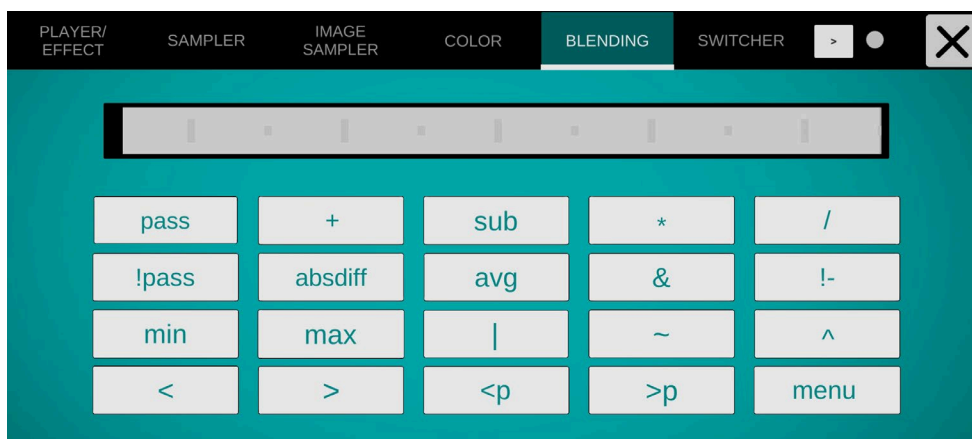 PLAYER/
EFFECT
SAMPLER
IMAGE
SAMPLER
COLOR
BLENDING
SWITCHER
>
pass + sub * /
!pass absdiff avg & !-
min max | ~ ^
< > <p >p menu